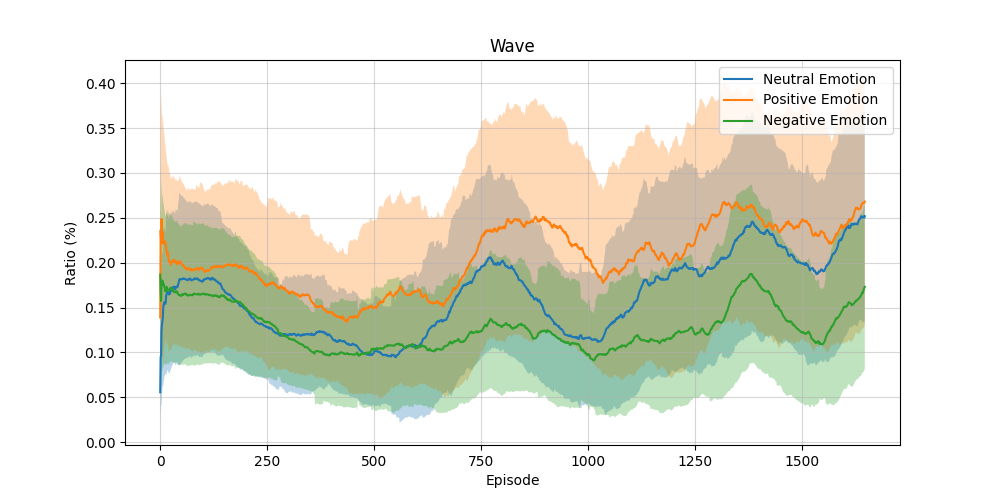 Wave
Neutral Emotion
Positive Emotion
Negative Emotion
Ratio (%)
0.40
0.35
0.30
0.25
0.20
0.15
0.10
0.05
0.00
0 250 500 750 1000 1250 1500
Episode